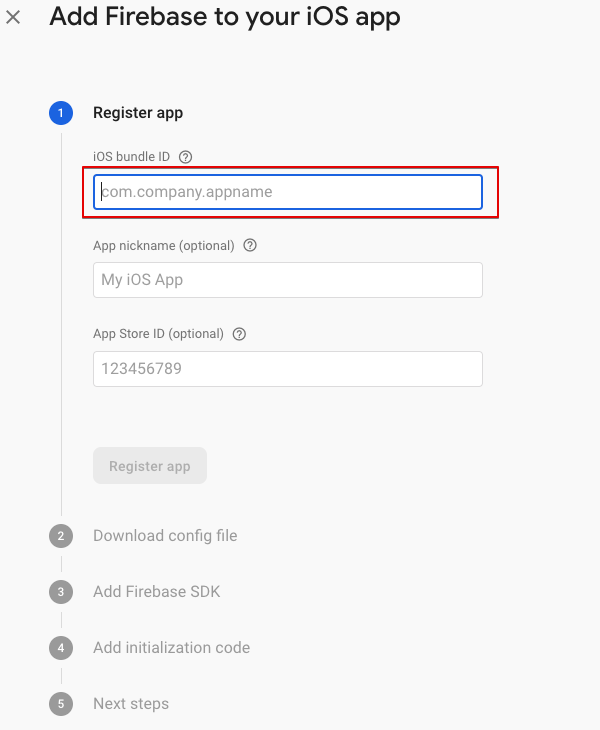 Add Firebase to your iOS app
1 Register app
iOS bundle ID ?
com.company.appname
App nickname (optional) ?
My iOS App
App Store ID (optional) ?
123456789
Register app
2 Download config file
3 Add Firebase SDK
4 Add initialization code
5 Next steps